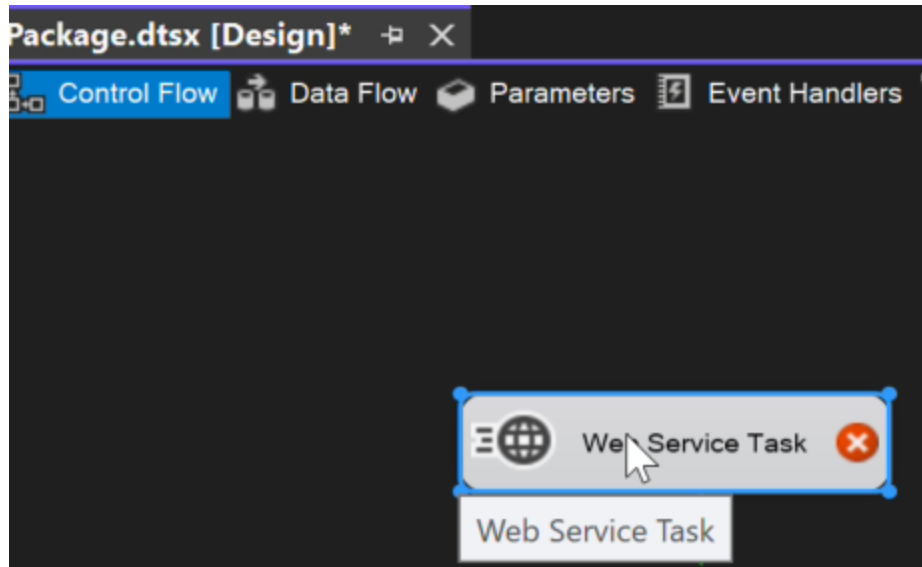 Package.dtsx [Design]*
Control Flow Data Flow Parameters Event Handlers
Web Service Task
Web Service Task